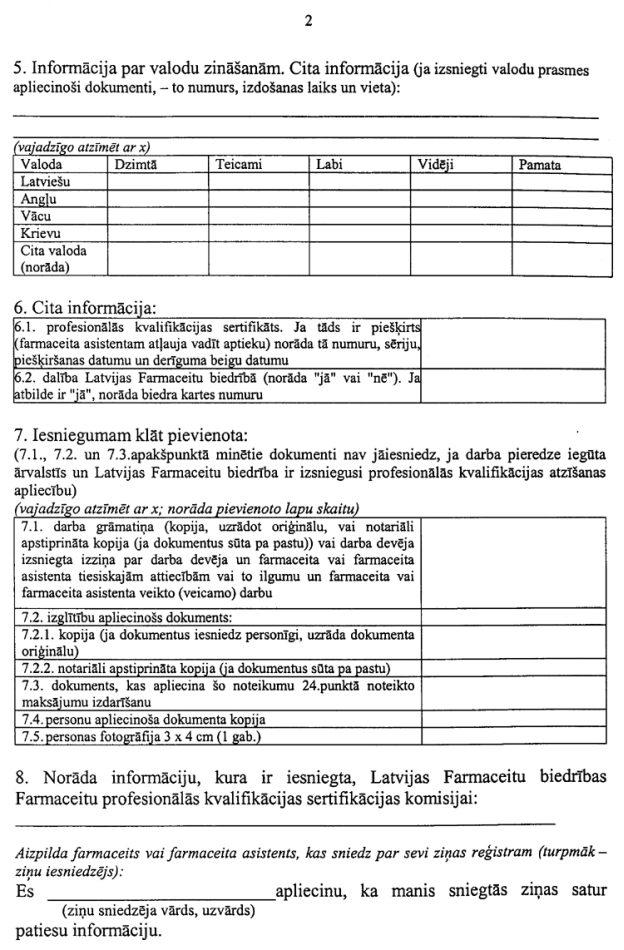 2
5. Informācija par valodu zināšanām. Cita informācija (ja izsniegti valodu prasmes
apliecinoši dokumenti, – to numurs, izdošanas laiks un vieta):
(vajadzīgo atzīmēt ar x)
Valoda Dzimtā Teicami Labi Vidēji Pamata
Latviešu
Angļu
Vācu
Krievu
Cita valoda
(norāda)
6. Cita informācija:
6.1. profesionālās kvalifikācijas sertifikāts. Ja tāds ir piešķirts
(farmaceita asistentam atļauja vadīt aptieku) norāda tā numuru, sēriju,
piešķiršanas datumu un derīguma beigu datumu
6.2. dalība Latvijas Farmaceitu biedrībā (norāda "jā" vai "nē"). Ja
atbilde ir "jā", norāda biedra kartes numuru
7. Iesniegumam klāt pievienota:
(7.1., 7.2. un 7.3.apakšpunktā minētie dokumenti nav jāiesniedz, ja darba pieredze iegūta
ārvalstīs un Latvijas Farmaceitu biedrība ir izsniegusi profesionālās kvalifikācijas atzīšanas
apliecību)
(vajadzīgo atzīmēt ar x; norāda pievienoto lapu skaitu)
7.1. darba grāmatiņa (kopija, uzrādot oriģinālu, vai notariāli
apstiprināta kopija (ja dokumentus sūta pa pastu)) vai darba devēja
izsniegta izziņa par darba devēja un farmaceita vai farmaceita
asistenta tiesiskajām attiecībām vai to ilgumu un farmaceita vai
farmaceita asistenta veikto (veicamo) darbu
7.2. izglītību apliecinošs dokuments:
7.2.1. kopija (ja dokumentus iesniedz personīgi, uzrāda dokumenta
oriģinālu)
7.2.2. notariāli apstiprināta kopija (ja dokumentus sūta pa pastu)
7.3. dokuments, kas apliecina šo noteikumu 24.punktā noteikto
maksājumu izdarīšanu
7.4. personu apliecinoša dokumenta kopija
7.5. personas fotogrāfija 3 x 4 cm (1 gab.)
8. Norāda informāciju, kura ir iesniegta, Latvijas Farmaceitu biedrības
Farmaceitu profesionālās kvalifikācijas sertifikācijas komisijai:
Aizpilda farmaceits vai farmaceita asistents, kas sniedz par sevi ziņas reģistram (turpmāk –
ziņu iesniedzējs):
Es apliecinu, ka manis sniegtās ziņas satur
(ziņu sniedzēja vārds, uzvārds)
patiesu informāciju.